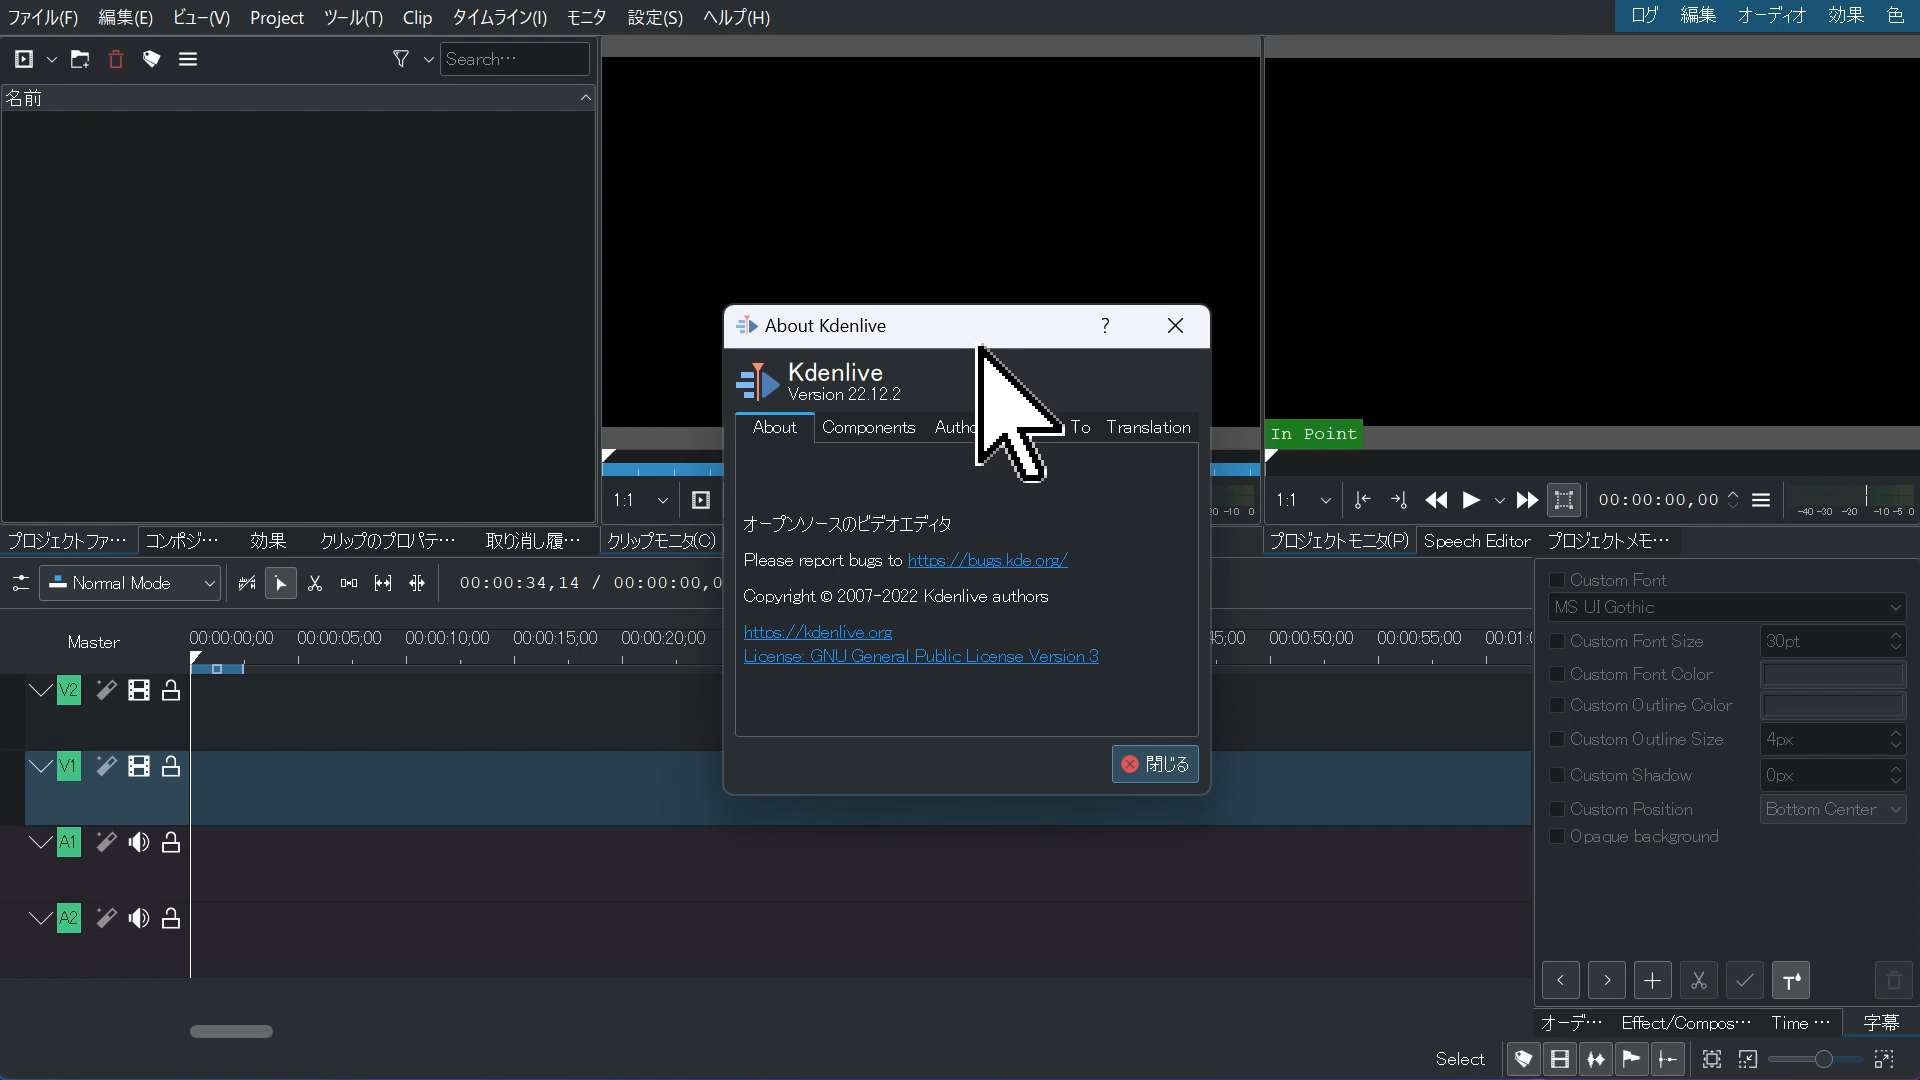 ファイル(F) 編集(E) ビュー(V) Project ツール(T) Clip タイムライン(I) モニタ 設定(S) ヘルプ(H)
ログ 編集 オーディオ 効果 色
Search…
名前
About Kdenlive
?
Kdenlive
Version 22.12.2
About Components To Translation
オープンソースのビデオエディタ
Please report bugs to https://bugs.kde.org/
Copyright © 2007-2022 Kdenlive authors
https://kdenlive.org
License: GNU General Public License Version 3
閉じる
In Point
1:1
-10 0
1:1
00:00:00,00
-40 -30 -20 -10 -5 0
プロジェクトファ… コンポジ… 効果 クリップのプロパテ… 取り消し履… クリップモニタ(C)
プロジェクトモニタ(P) Speech Editor プロジェクトメモ…
Normal Mode
00:00:34,14 / 00:00:00,0
Master
00:00:00;00 00:00:05;00 00:00:10;00 00:00:15;00 00:00:20;00 45;00 00:00:50;00 00:00:55;00 00:01:
V2
V1
A1
A2
Custom Font
MS UI Gothic
Custom Font Size 30pt
Custom Font Color
Custom Outline Color
Custom Outline Size 4px
Custom Shadow 0px
Custom Position Bottom Center
Opaque background
オーデ… Effect/Compos… Time … 字幕
Select